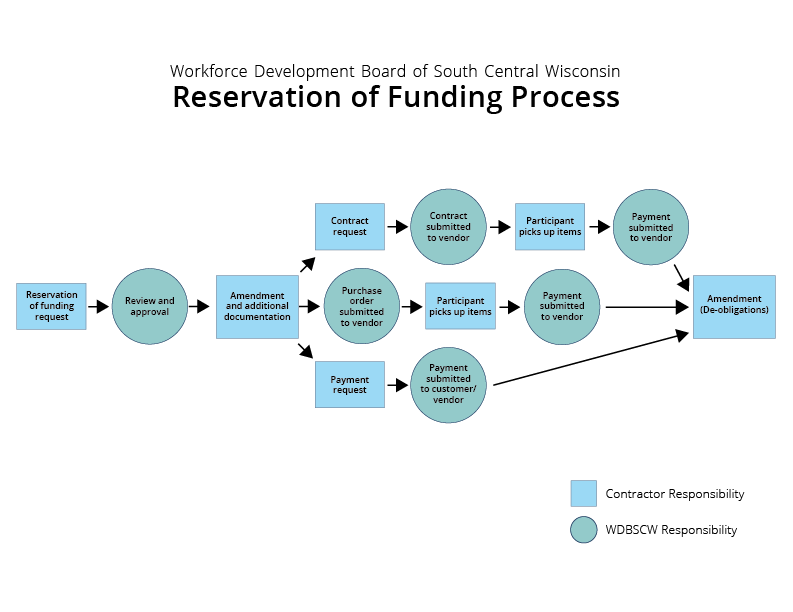 Workforce Development Board of South Central Wisconsin
Reservation of Funding Process
Contract
request
Contract
submitted
to vendor
Participant
picks up items
Payment
submitted
to vendor
Reservation
of funding
request
Review and
approval
Amendment
and additional
documentation
Purchase
order
submitted
to vendor
Participant
picks up items
Payment
submitted
to vendor
Amendment
(De-obligations)
Payment
request
Payment
submitted
to customer/
vendor
Contractor Responsibility
WDBSCW Responsibility